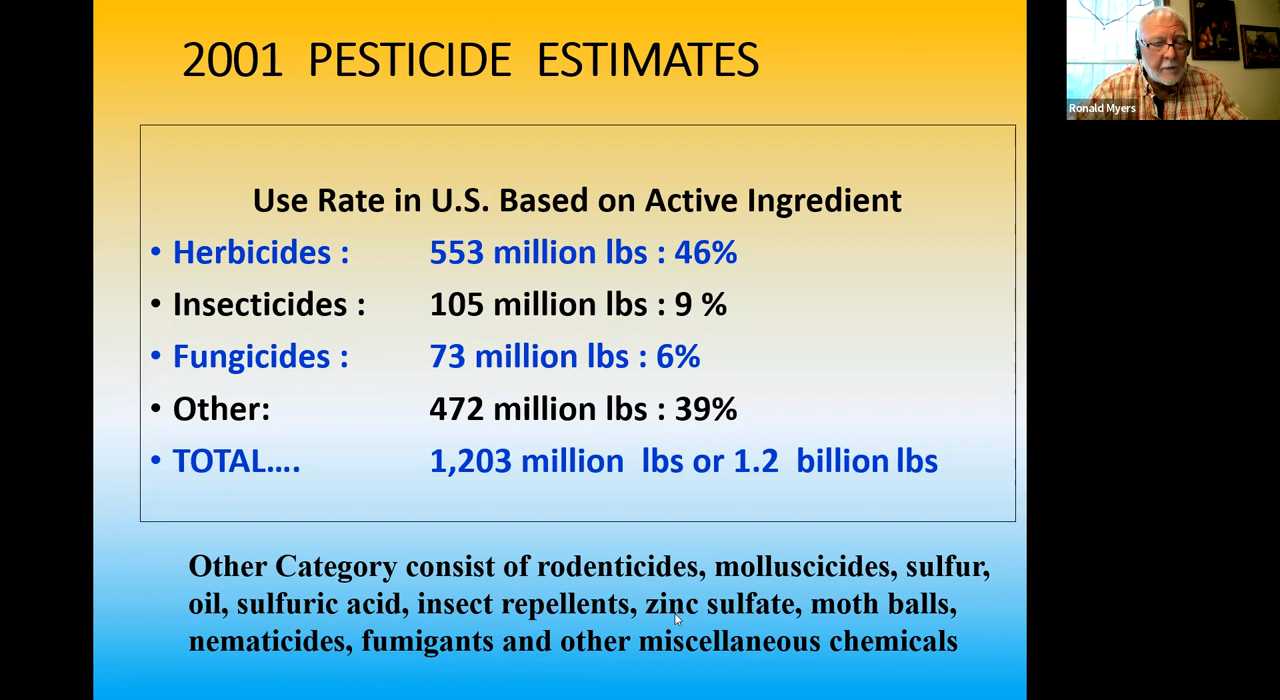 2001 PESTICIDE ESTIMATES
Ronald Myers
Use Rate in U.S. Based on Active Ingredient
• Herbicides : 553 million lbs : 46%
• Insecticides : 105 million lbs : 9 %
• Fungicides : 73 million lbs : 6%
• Other: 472 million lbs : 39%
• TOTAL.... 1,203 million lbs or 1.2 billion lbs
Other Category consist of rodenticides, molluscicides, sulfur,
oil, sulfuric acid, insect repellents, zinc sulfate, moth balls,
nematicides, fumigants and other miscellaneous chemicals